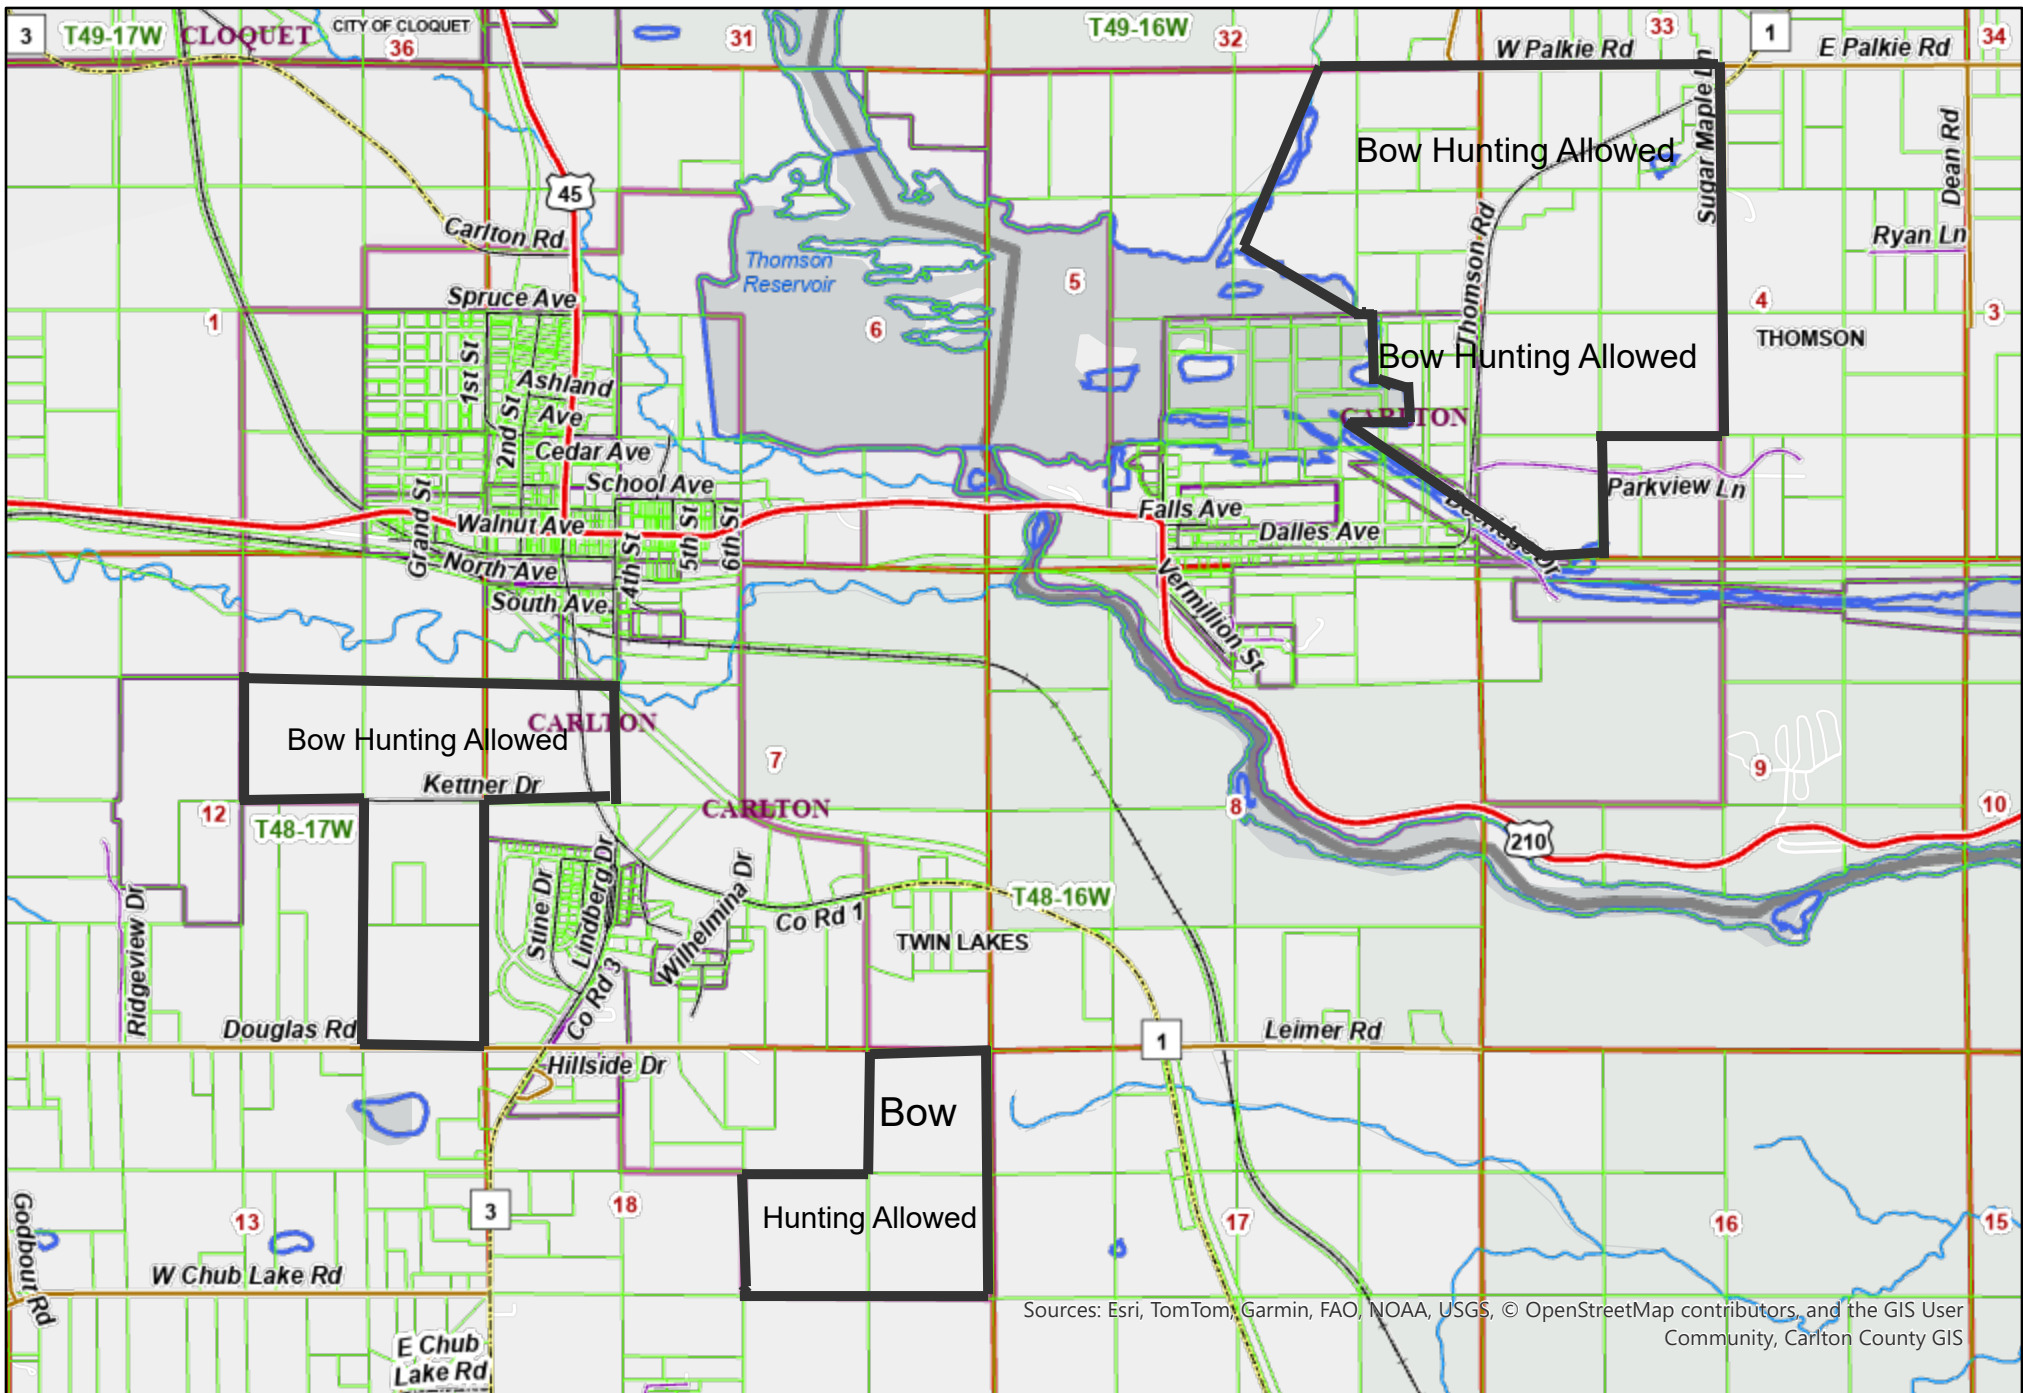 3
T49-17W
CLOQUET
CITY OF CLOQUET
36
31
T49-16W
32
33
1
34
W Palkie Rd
E Palkie Rd
Sugar Maple Ln
Dean Rd
Bow Hunting Allowed
45
Carlton Rd
Thomson Rd
Ryan Ln
Thomson
Reservoir
5
Spruce Ave
1
6
4
3
THOMSON
1st St
Bow Hunting Allowed
Ashland
Ave
2nd St
CARLTON
Cedar Ave
School Ave
Grand St
Walnut Ave
5th St
6th St
Falls Ave
Parkview Ln
Dalles Ave
North Ave
4th St
South Ave
Vermillion St
Dr
CARLTON
Bow Hunting Allowed
7
Kettner Dr
9
12
T48-17W
CARLTON
8
10
210
Stine Dr
Lindberg Dr
Wilhelmina Dr
Co Rd 1
T48-16W
TWIN LAKES
Ridgeview Dr
Co Rd 3
Douglas Rd
1
Leimer Rd
Hillside Dr
Bow
3
13
18
Hunting Allowed
17
16
15
Godbout Rd
W Chub Lake Rd
E Chub
Lake Rd
Sources: Esri, TomTom, Garmin, FAO, NOAA, USGS, © OpenStreetMap contributors, and the GIS User
Community, Carlton County GIS